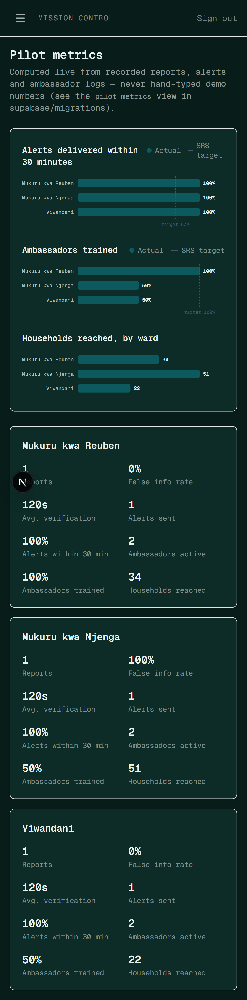 MISSION CONTROL
Sign out
Pilot metrics
Computed live from recorded reports, alerts
and ambassador logs — never hand-typed demo
numbers (see the pilot_metrics view in
supabase/migrations).
Alerts delivered within
30 minutes
Actual
SRS
target
Mukuru kwa Reuben 100%
Mukuru kwa Njenga 100%
Viwandani 100%
target 80%
Ambassadors trained
Actual
SRS target
Mukuru kwa Reuben 100%
Mukuru kwa Njenga 50%
Viwandani 50%
target 100%
Households reached, by ward
Mukuru kwa Reuben 34
Mukuru kwa Njenga 51
Viwandani 22
Mukuru kwa Reuben
1 0%
N
Reports False info rate
120s 1
Avg. verification Alerts sent
100% 2
Alerts within 30 min Ambassadors active
100% 34
Ambassadors trained Households reached
Mukuru kwa Njenga
1 100%
Reports False info rate
120s 1
Avg. verification Alerts sent
100% 2
Alerts within 30 min Ambassadors active
50% 51
Ambassadors trained Households reached
Viwandani
1 0%
Reports False info rate
120s 1
Avg. verification Alerts sent
100% 2
Alerts within 30 min Ambassadors active
50% 22
Ambassadors trained Households reached